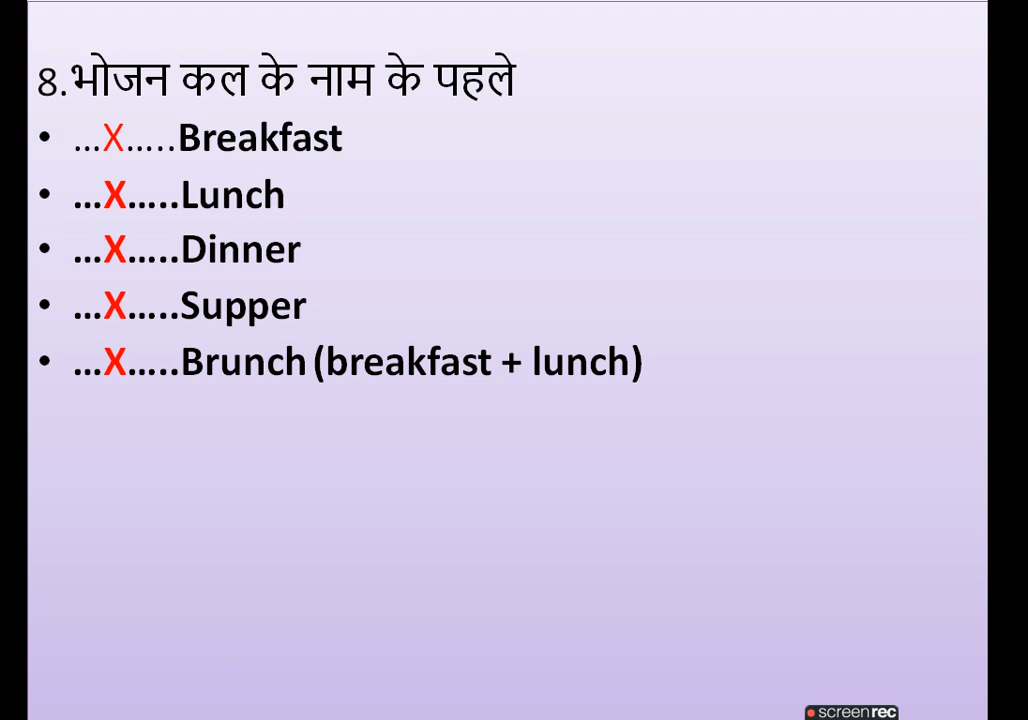 8.भोजन कल के नाम के पहले
• ...X.....Breakfast
• ...X.....Lunch
• ...X.....Dinner
• ...X.....Supper
• ...X.....Brunch (breakfast + lunch)
screenrec